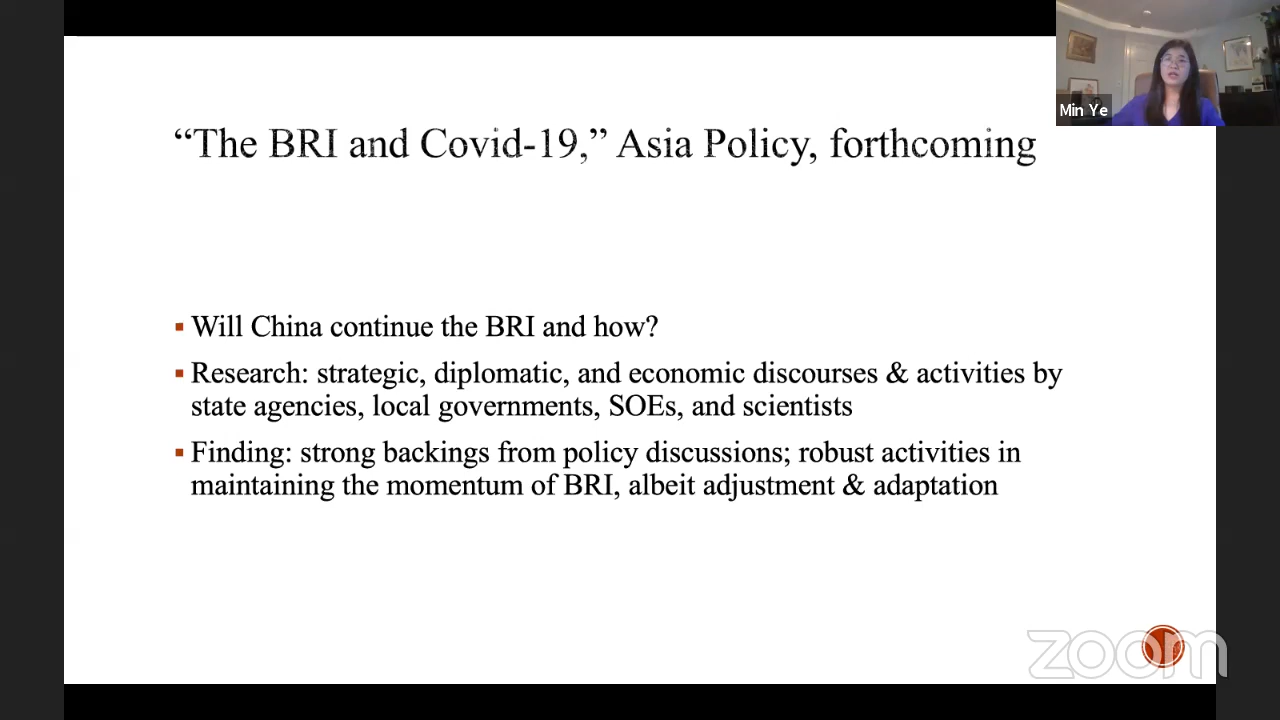 Min Ye
“The BRI and Covid-19,” Asia Policy, forthcoming
▪ Will China continue the BRI and how?
▪ Research: strategic, diplomatic, and economic discourses & activities by
state agencies, local governments, SOEs, and scientists
▪ Finding: strong backings from policy discussions; robust activities in
maintaining the momentum of BRI, albeit adjustment & adaptation
zoom